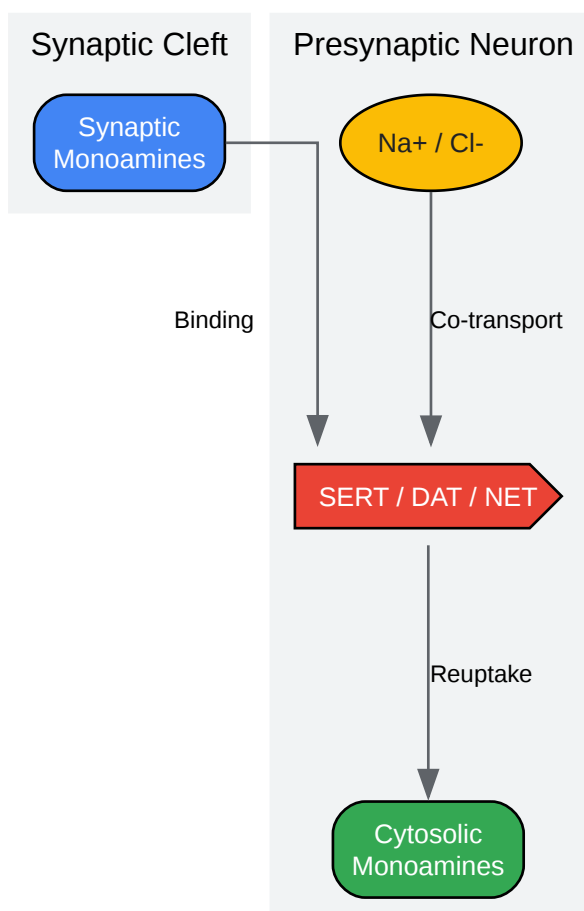 Synaptic Cleft
Presynaptic Neuron
Synaptic
Monoamines
Na+ / Cl-
Binding
Co-transport
SERT / DAT / NET
Reuptake
Cytosolic
Monoamines